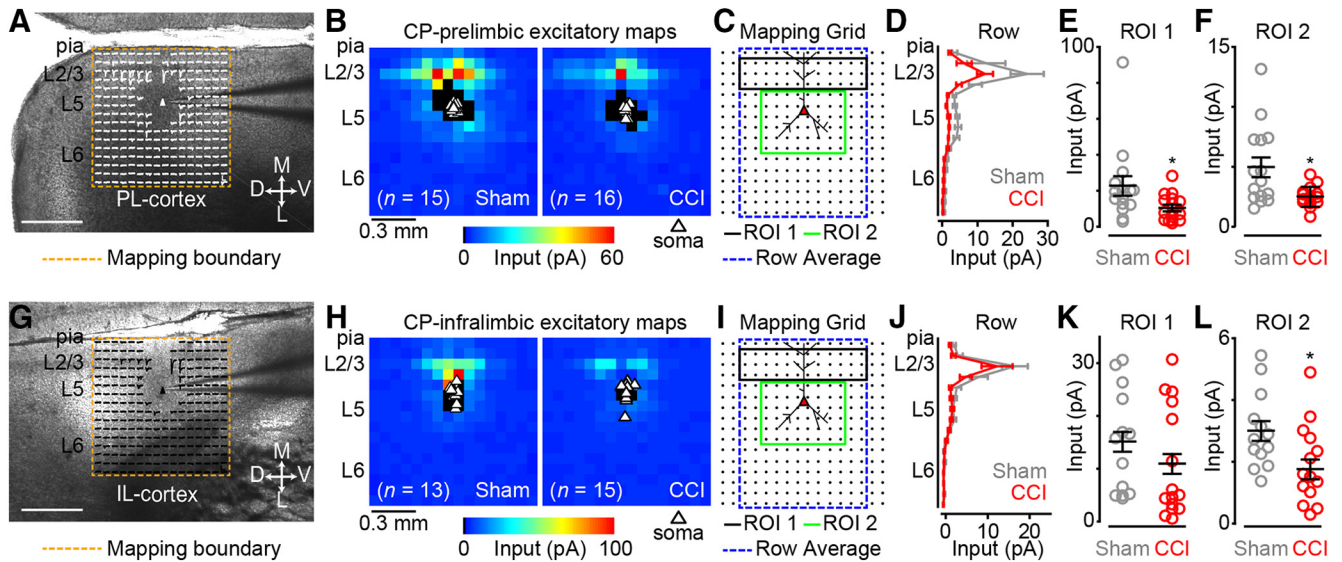 A
pia
L2/3
L5
L6
PL-cortex
M
D V
L
Mapping boundary
B
CP-prelimbic excitatory maps
pia
L2/3
L5
L6
(n = 15) Sham
(n = 16) CCI
0.3 mm
0 60
Input (pA)
soma
C
Mapping Grid
ROI 1 ROI 2
Row Average
D
Row
pia
L2/3
L5
L6
Sham
CCI
0 10 20 30
Input (pA)
E
ROI 1
100
Input (pA)
0
*
Sham CCI
F
ROI 2
15
Input (pA)
0
*
Sham CCI
G
pia
L2/3
L5
L6
IL-cortex
M
D V
L
Mapping boundary
H
CP-infralimbic excitatory maps
pia
L2/3
L5
L6
(n = 13) Sham
(n = 15) CCI
0.3 mm
0 100
Input (pA)
soma
I
Mapping Grid
ROI 1 ROI 2
Row Average
J
Row
pia
L2/3
L5
L6
Sham
CCI
0 10 20
Input (pA)
K
ROI 1
30
Input (pA)
0
Sham CCI
L
ROI 2
6
Input (pA)
0
*
Sham CCI